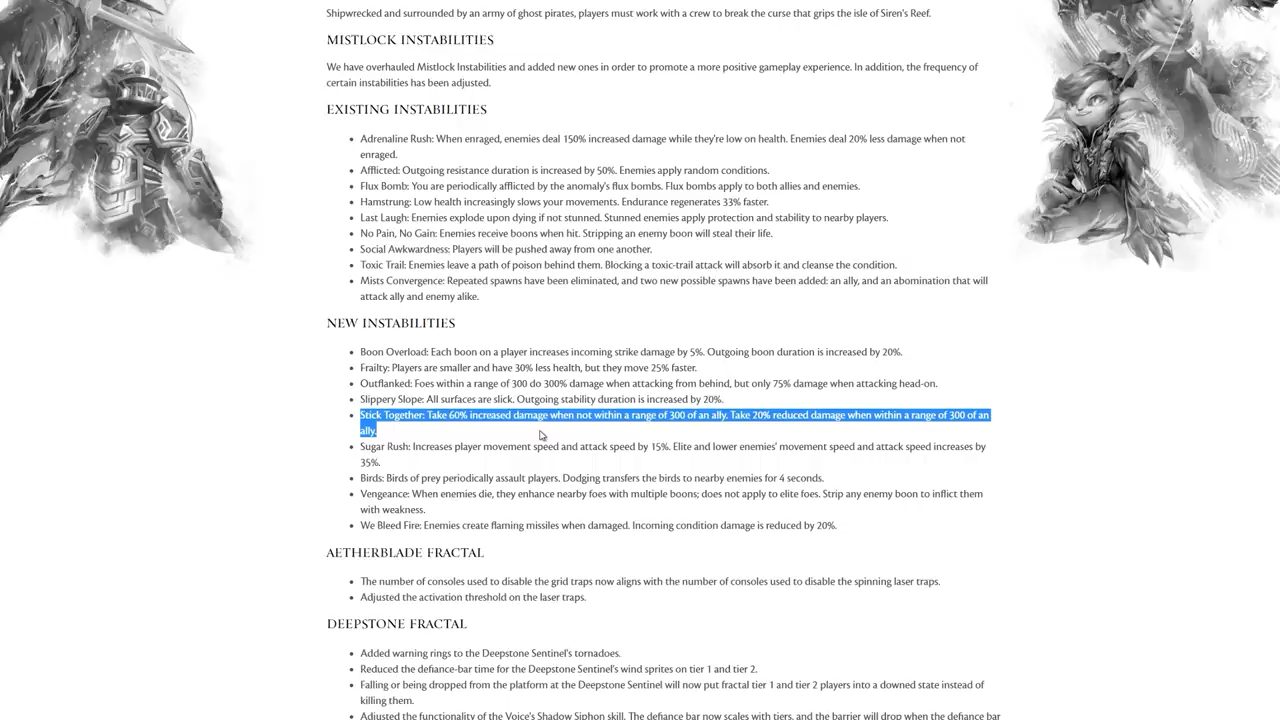 Shipwrecked and surrounded by an army of ghost pirates, players must work with a crew to break the curse that grips the isle of Siren's Reef.
MISTLOCK INSTABILITIES
We have overhauled Mistlock Instabilities and added new ones in order to promote a more positive gameplay experience. In addition, the frequency of
certain instabilities has been adjusted.
EXISTING INSTABILITIES
• Adrenaline Rush: When enraged, enemies deal 150% increased damage while they're low on health. Enemies deal 20% less damage when not
enraged.
• Afflicted: Outgoing resistance duration is increased by 50%. Enemies apply random conditions.
• Flux Bomb: You are periodically afflicted by the anomaly's flux bombs. Flux bombs apply to both allies and enemies.
• Hamstrung: Low health increasingly slows your movements. Endurance regenerates 33% faster.
• Last Laugh: Enemies explode upon dying if not stunned. Stunned enemies apply protection and stability to nearby players.
• No Pain, No Gain: Enemies receive boons when hit. Stripping an enemy boon will steal their life.
• Social Awkwardness: Players will be pushed away from one another.
• Toxic Trail: Enemies leave a path of poison behind them. Blocking a toxic-trail attack will absorb it and cleanse the condition.
• Mists Convergence: Repeated spawns have been eliminated, and two new possible spawns have been added: an ally, and an abomination that will
attack ally and enemy alike.
NEW INSTABILITIES
• Boon Overload: Each boon on a player increases incoming strike damage by 5%. Outgoing boon duration is increased by 20%.
• Frailty: Players are smaller and have 30% less health, but they move 25% faster.
• Outflanked: Foes within a range of 300 do 300% damage when attacking from behind, but only 75% damage when attacking head-on.
• Slippery Slope: All surfaces are slick. Outgoing stability duration is increased by 20%.
• Stick Together: Take 60% increased damage when not within a range of 300 of an ally. Take 20% reduced damage when within a range of 300 of an
ally.
• Sugar Rush: Increases player movement speed and attack speed by 15%. Elite and lower enemies' movement speed and attack speed increases by
35%.
• Birds: Birds of prey periodically assault players. Dodging transfers the birds to nearby enemies for 4 seconds.
• Vengeance: When enemies die, they enhance nearby foes with multiple boons; does not apply to elite foes. Strip any enemy boon to inflict them
with weakness.
• We Bleed Fire: Enemies create flaming missiles when damaged. Incoming condition damage is reduced by 20%.
AETHERBLADE FRACTAL
• The number of consoles used to disable the grid traps now aligns with the number of consoles used to disable the spinning laser traps.
• Adjusted the activation threshold on the laser traps.
DEEPSTONE FRACTAL
• Added warning rings to the Deepstone Sentinel's tornadoes.
• Reduced the defiance-bar time for the Deepstone Sentinel's wind sprites on tier 1 and tier 2.
• Falling or being dropped from the platform at the Deepstone Sentinel will now put fractal tier 1 and tier 2 players into a downed state instead of
killing them.
• Adjusted the functionality of the Voice's Shadow Siphon skill. The defiance bar now scales with tiers, and the barrier will drop when the defiance bar